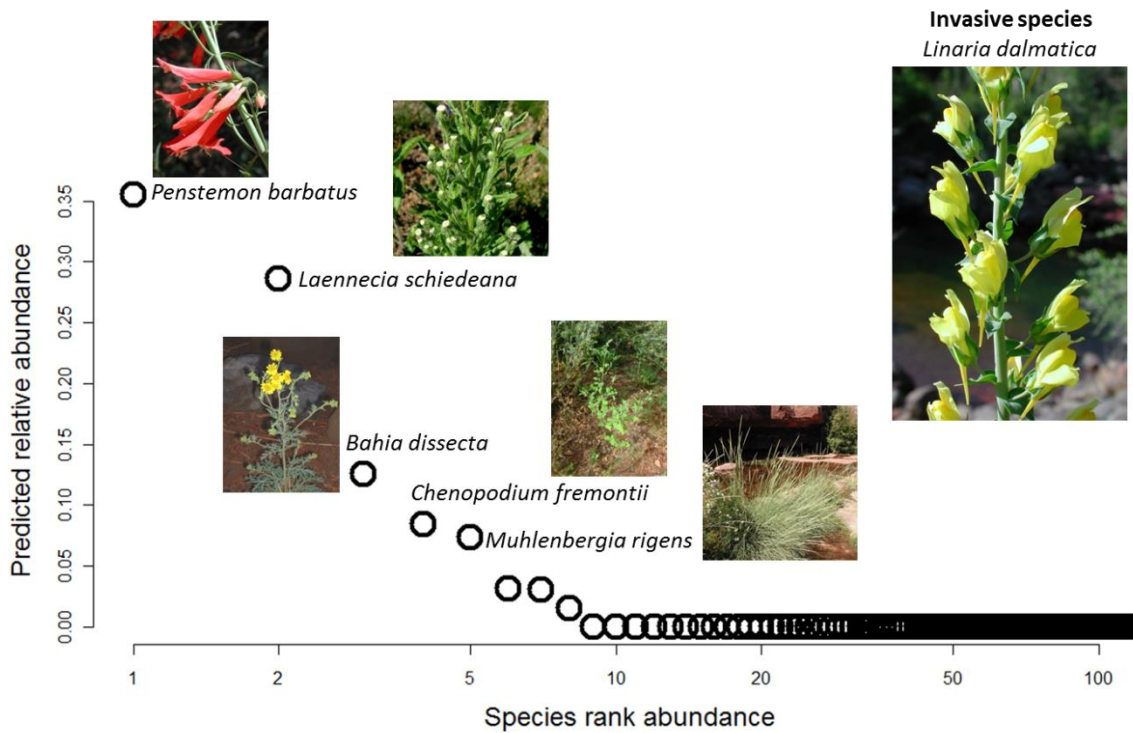 Invasive species
Linaria dalmatica
Penstemon barbatus
Laennecia schiedeana
Bahia dissecta
Chenopodium fremontii
Muhlenbergia rigens
Predicted relative abundance
0.35
0.30
0.25
0.20
0.15
0.10
0.05
0.00
1 2 5 10 20 50 100
Species rank abundance